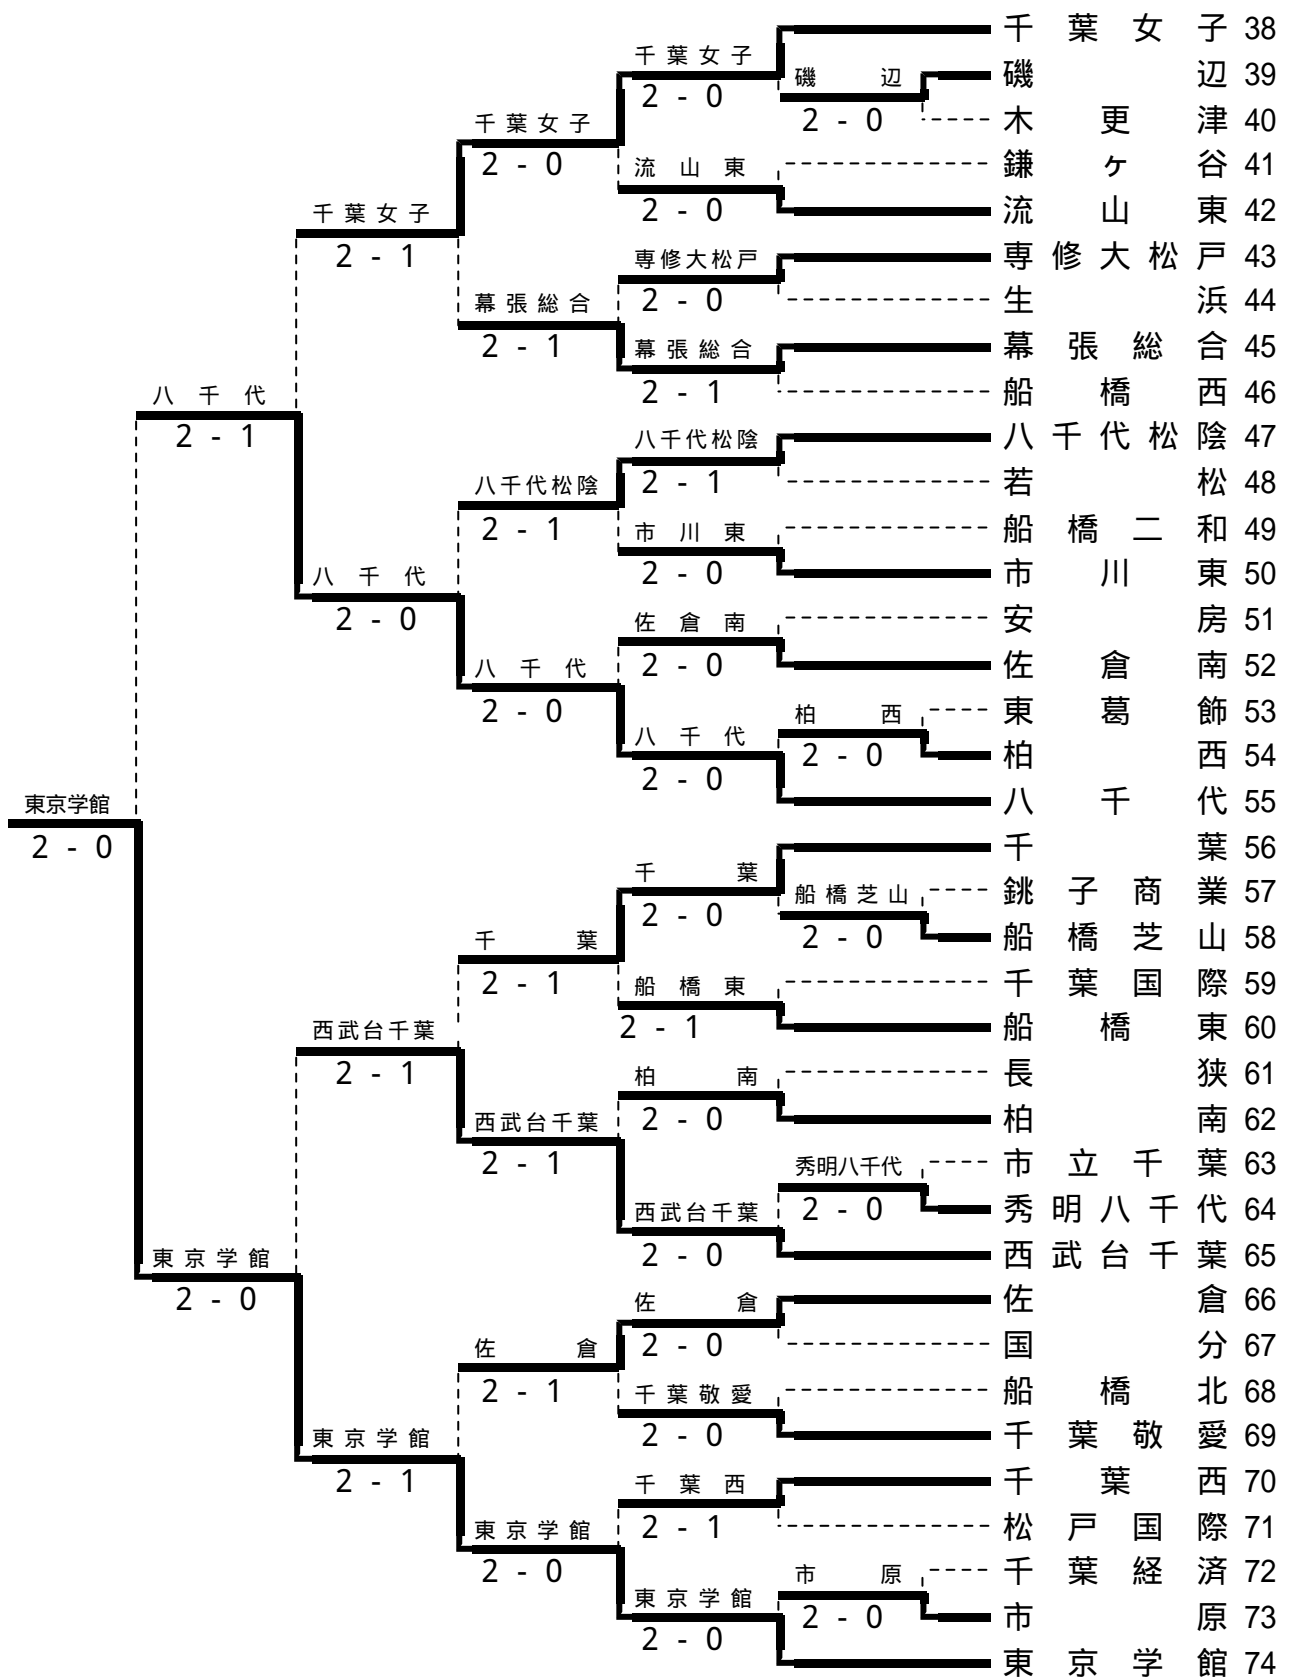 千葉女子 38
千葉女子
2 - 0
磯辺 39
磯辺
2 - 0
木更津 40
千葉女子
2 - 0
鎌ヶ谷 41
流山東
2 - 0
流山東 42
千葉女子
2 - 1
専修大松戸 43
専修大松戸
2 - 0
生浜 44
幕張総合
2 - 1
幕張総合 45
幕張総合
2 - 1
船橋西 46
八千代
2 - 1
八千代松陰 47
八千代松陰
2 - 1
若松 48
八千代松陰
2 - 1
船橋二和 49
市川東
2 - 0
市川東 50
八千代
2 - 0
安房 51
佐倉南
2 - 0
佐倉南 52
八千代
2 - 0
東葛飾 53
柏西
2 - 0
柏西 54
八千代
2 - 0
八千代 55
東京学館
2 - 0
千葉 56
千葉
2 - 0
銚子商業 57
船橋芝山
2 - 0
船橋芝山 58
千葉
2 - 1
千葉国際 59
船橋東
2 - 1
船橋東 60
西武台千葉
2 - 1
長狭 61
柏南
2 - 0
柏南 62
西武台千葉
2 - 1
市立千葉 63
秀明八千代
2 - 0
秀明八千代 64
西武台千葉
2 - 0
西武台千葉 65
東京学館
2 - 0
佐倉 66
佐倉
2 - 0
国分 67
佐倉
2 - 1
船橋北 68
千葉敬愛
2 - 0
千葉敬愛 69
東京学館
2 - 1
千葉西 70
千葉西
2 - 1
松戸国際 71
東京学館
2 - 0
千葉経済 72
市原
2 - 0
市原 73
東京学館
2 - 0
東京学館 74